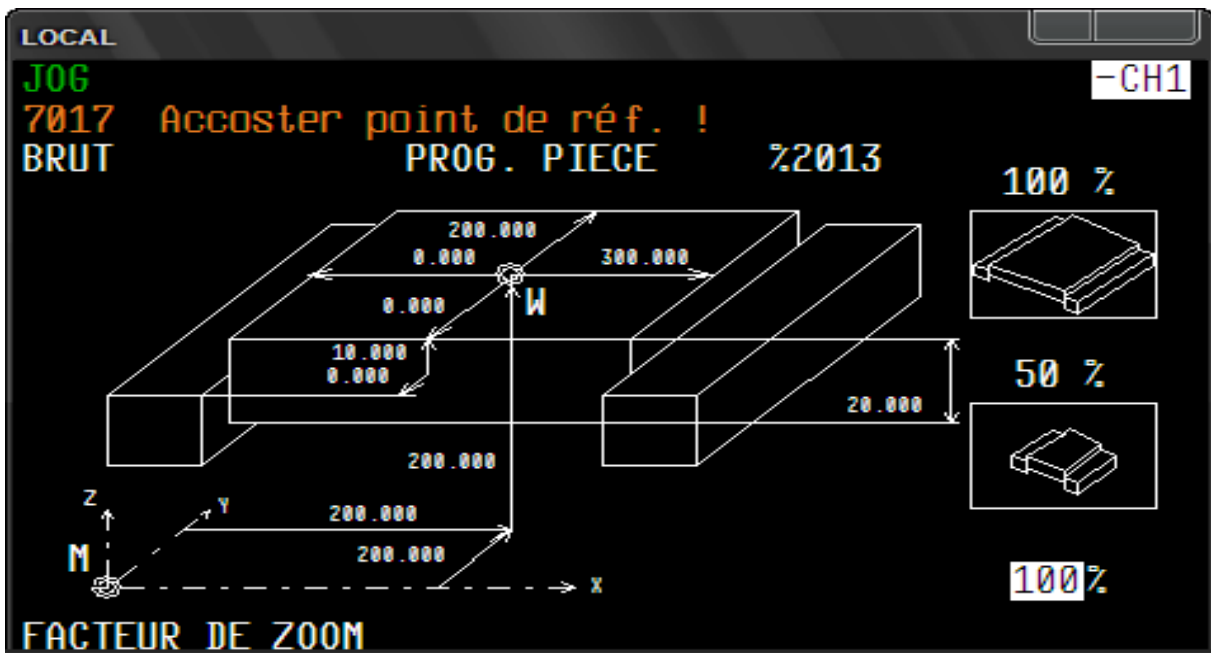 LOCAL
JOG
-CH1
7017 Accoster point de réf. !
BRUT PROG. PIECE %2013
100 %
200.000
0.000 300.000
0.000
W
10.000
0.000
50 %
20.000
200.000
Z
Y
200.000
M
200.000
X
100%
FACTEUR DE ZOOM